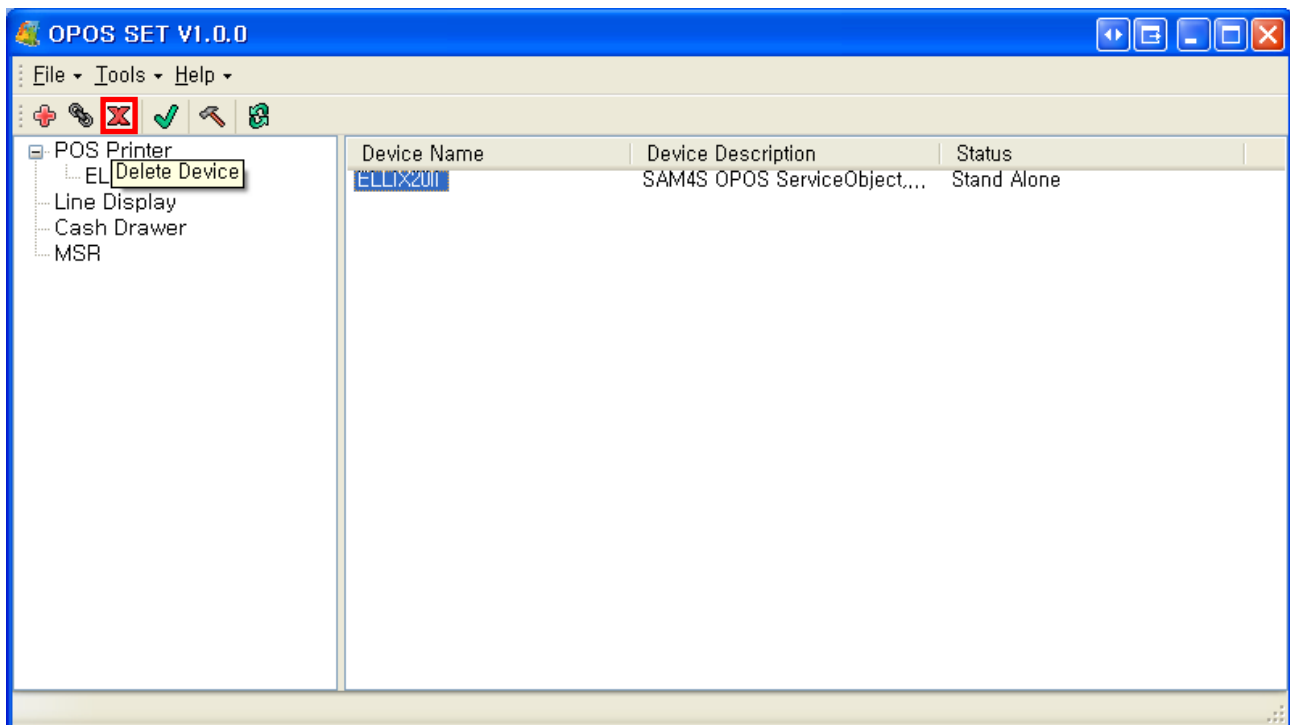 OPOS SET V1.0.0
File Tools Help
POS Printer
EL
Delete Device
Line Display
Cash Drawer
MSR
Device Name Device Description Status
ELLIX20II SAM4S OPOS ServiceObject,... Stand Alone